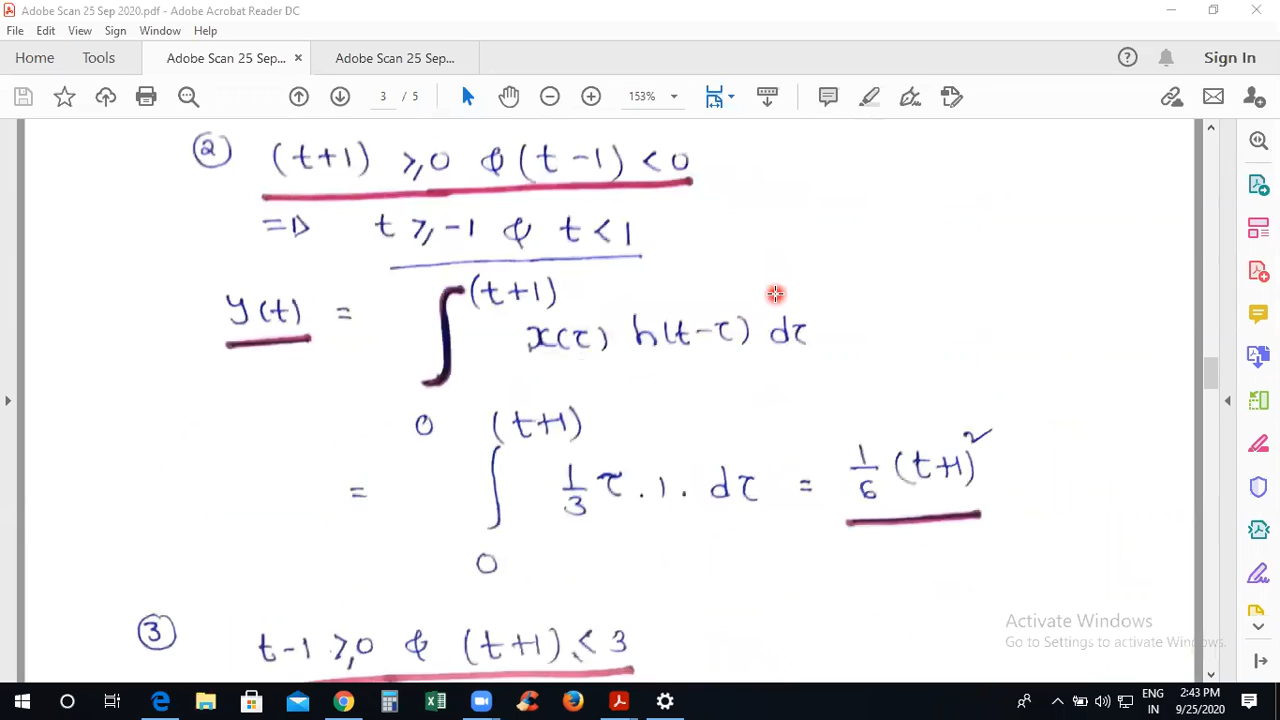 Adobe Scan 25 Sep 2020.pdf - Adobe Acrobat Reader DC
File Edit View Sign Window Help
Home Tools Adobe Scan 25 Sep... × Adobe Scan 25 Sep... Sign In
3 / 5 153%
② (t+1) ≥0 & (t-1) <0
=> t ≥ -1 & t < 1
y(t) = ∫ (t+1) x(τ) h(t-τ) dτ
0 (t+1)
= ∫ 1/3 τ . 1 . dτ = 1/6 (t+1)²
0
③ t-1 ≥0 & (t+1) < 3
Activate Windows
Go to Settings to activate Windows.
2:43 PM
ENG
IN
9/25/2020